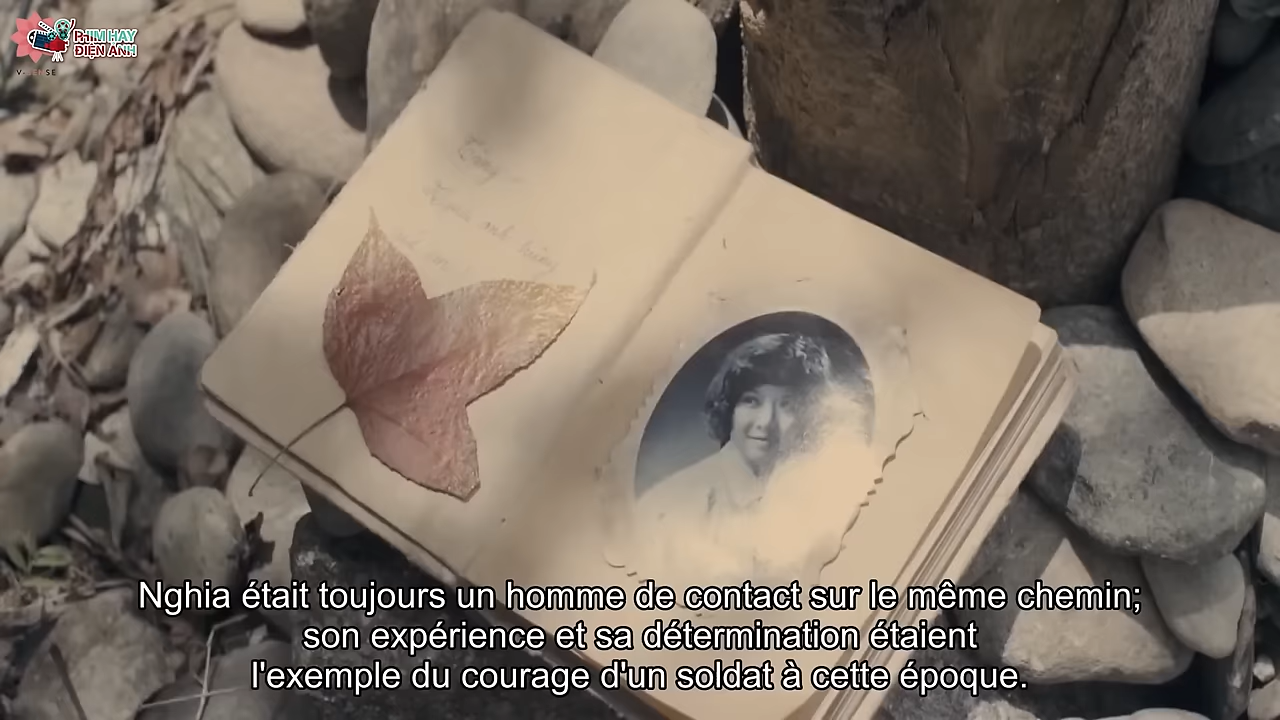 PHIM HAY
ĐIỆN ẢNH
Nghia était toujours un homme de contact sur le même chemin;
son expérience et sa détermination étaient
l'exemple du courage d'un soldat à cette époque.